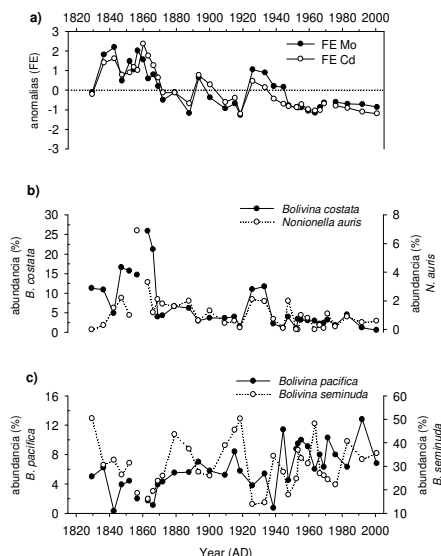 1820 1840 1860 1880 1900 1920 1940 1960 1980 2000
a)
3
2
1
0
-1
-2
-3
anomalias (FE)
FE Mo
FE Cd
b)
30
25
20
15
10
5
0
abundancia (%)
B. costata
Bolivina costata
Nonionella auris
8
6
4
2
0
abundancia (%)
N. auris
c)
16
12
8
4
0
abundancia (%)
B. pacifica
Bolivina pacifica
Bolivina seminuda
60
50
40
30
20
10
abundancia (%)
B. seminuda
1820 1840 1860 1880 1900 1920 1940 1960 1980 2000
Year (AD)